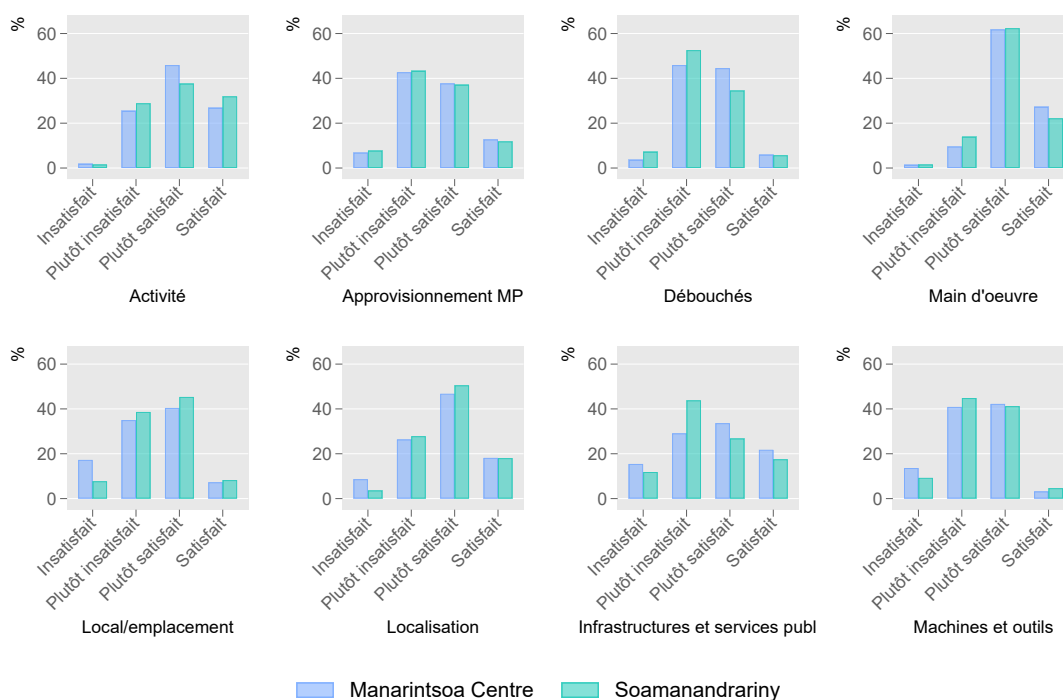 %
60
40
20
0
Insatisfait
Plutôt insatisfait
Plutôt satisfait
Satisfait
Activité
%
60
40
20
0
Insatisfait
Plutôt insatisfait
Plutôt satisfait
Satisfait
Approvisionnement MP
%
60
40
20
0
Insatisfait
Plutôt insatisfait
Plutôt satisfait
Satisfait
Débouchés
%
60
40
20
0
Insatisfait
Plutôt insatisfait
Plutôt satisfait
Satisfait
Main d'oeuvre
%
60
40
20
0
Insatisfait
Plutôt insatisfait
Plutôt satisfait
Satisfait
Local/emplacement
%
60
40
20
0
Insatisfait
Plutôt insatisfait
Plutôt satisfait
Satisfait
Localisation
%
60
40
20
0
Insatisfait
Plutôt insatisfait
Plutôt satisfait
Satisfait
Infrastructures et services publ
%
60
40
20
0
Insatisfait
Plutôt insatisfait
Plutôt satisfait
Satisfait
Machines et outils
Manarintsoa Centre
Soamanandrariny